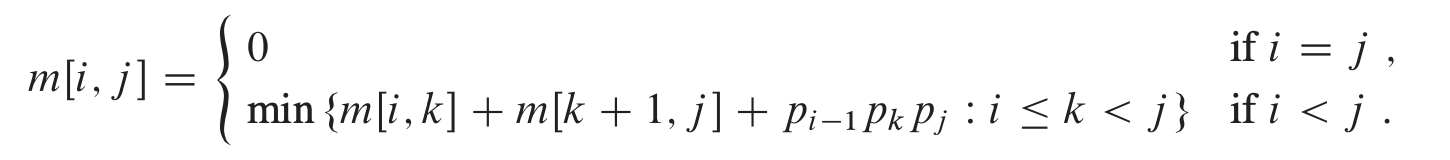 m[i, j] = { 0 if i = j ,
min {m[i, k] + m[k + 1, j] + p_{i−1} p_k p_j : i ≤ k < j} if i < j .